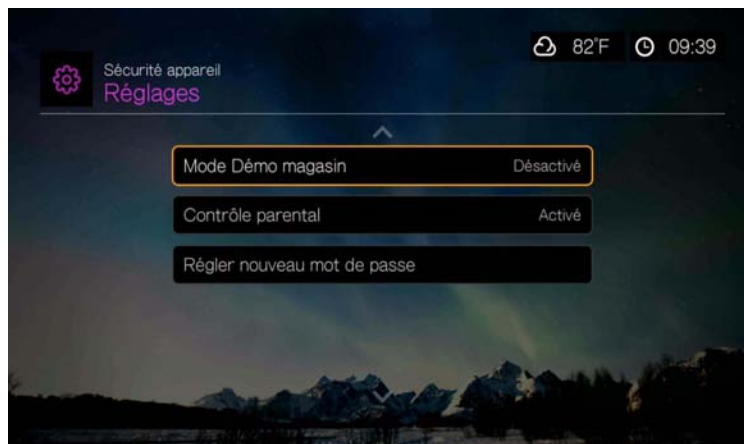 82°F 09:39
Sécurité appareil
Réglages
Mode Démo magasin Désactivé
Contrôle parental Activé
Régler nouveau mot de passe